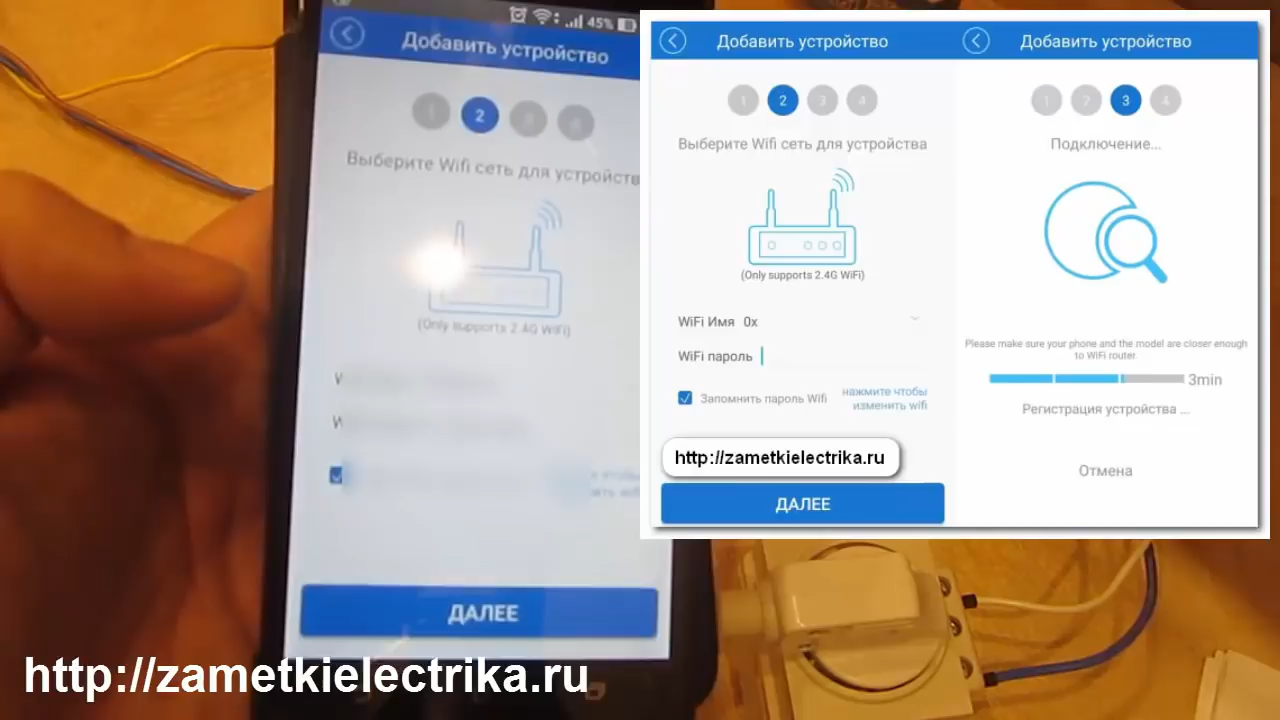 45%
Добавить устройство
2
Выберите Wifi сеть для устройств
(Only supports 2.4G WiFi)
ДАЛЕЕ
http://zametkielectrika.ru
Добавить устройство
1 2 3 4
Выберите Wifi сеть для устройства
(Only supports 2.4G WiFi)
WiFi Имя 0x
WiFi пароль
Запомнить пароль Wifi
нажмите чтобы
изменить wifi
http://zametkielectrika.ru
ДАЛЕЕ
Добавить устройство
1 2 3 4
Подключение...
Please make sure your phone and the model are closer enough
to WiFi router.
3min
Регистрация устройства ...
Отмена